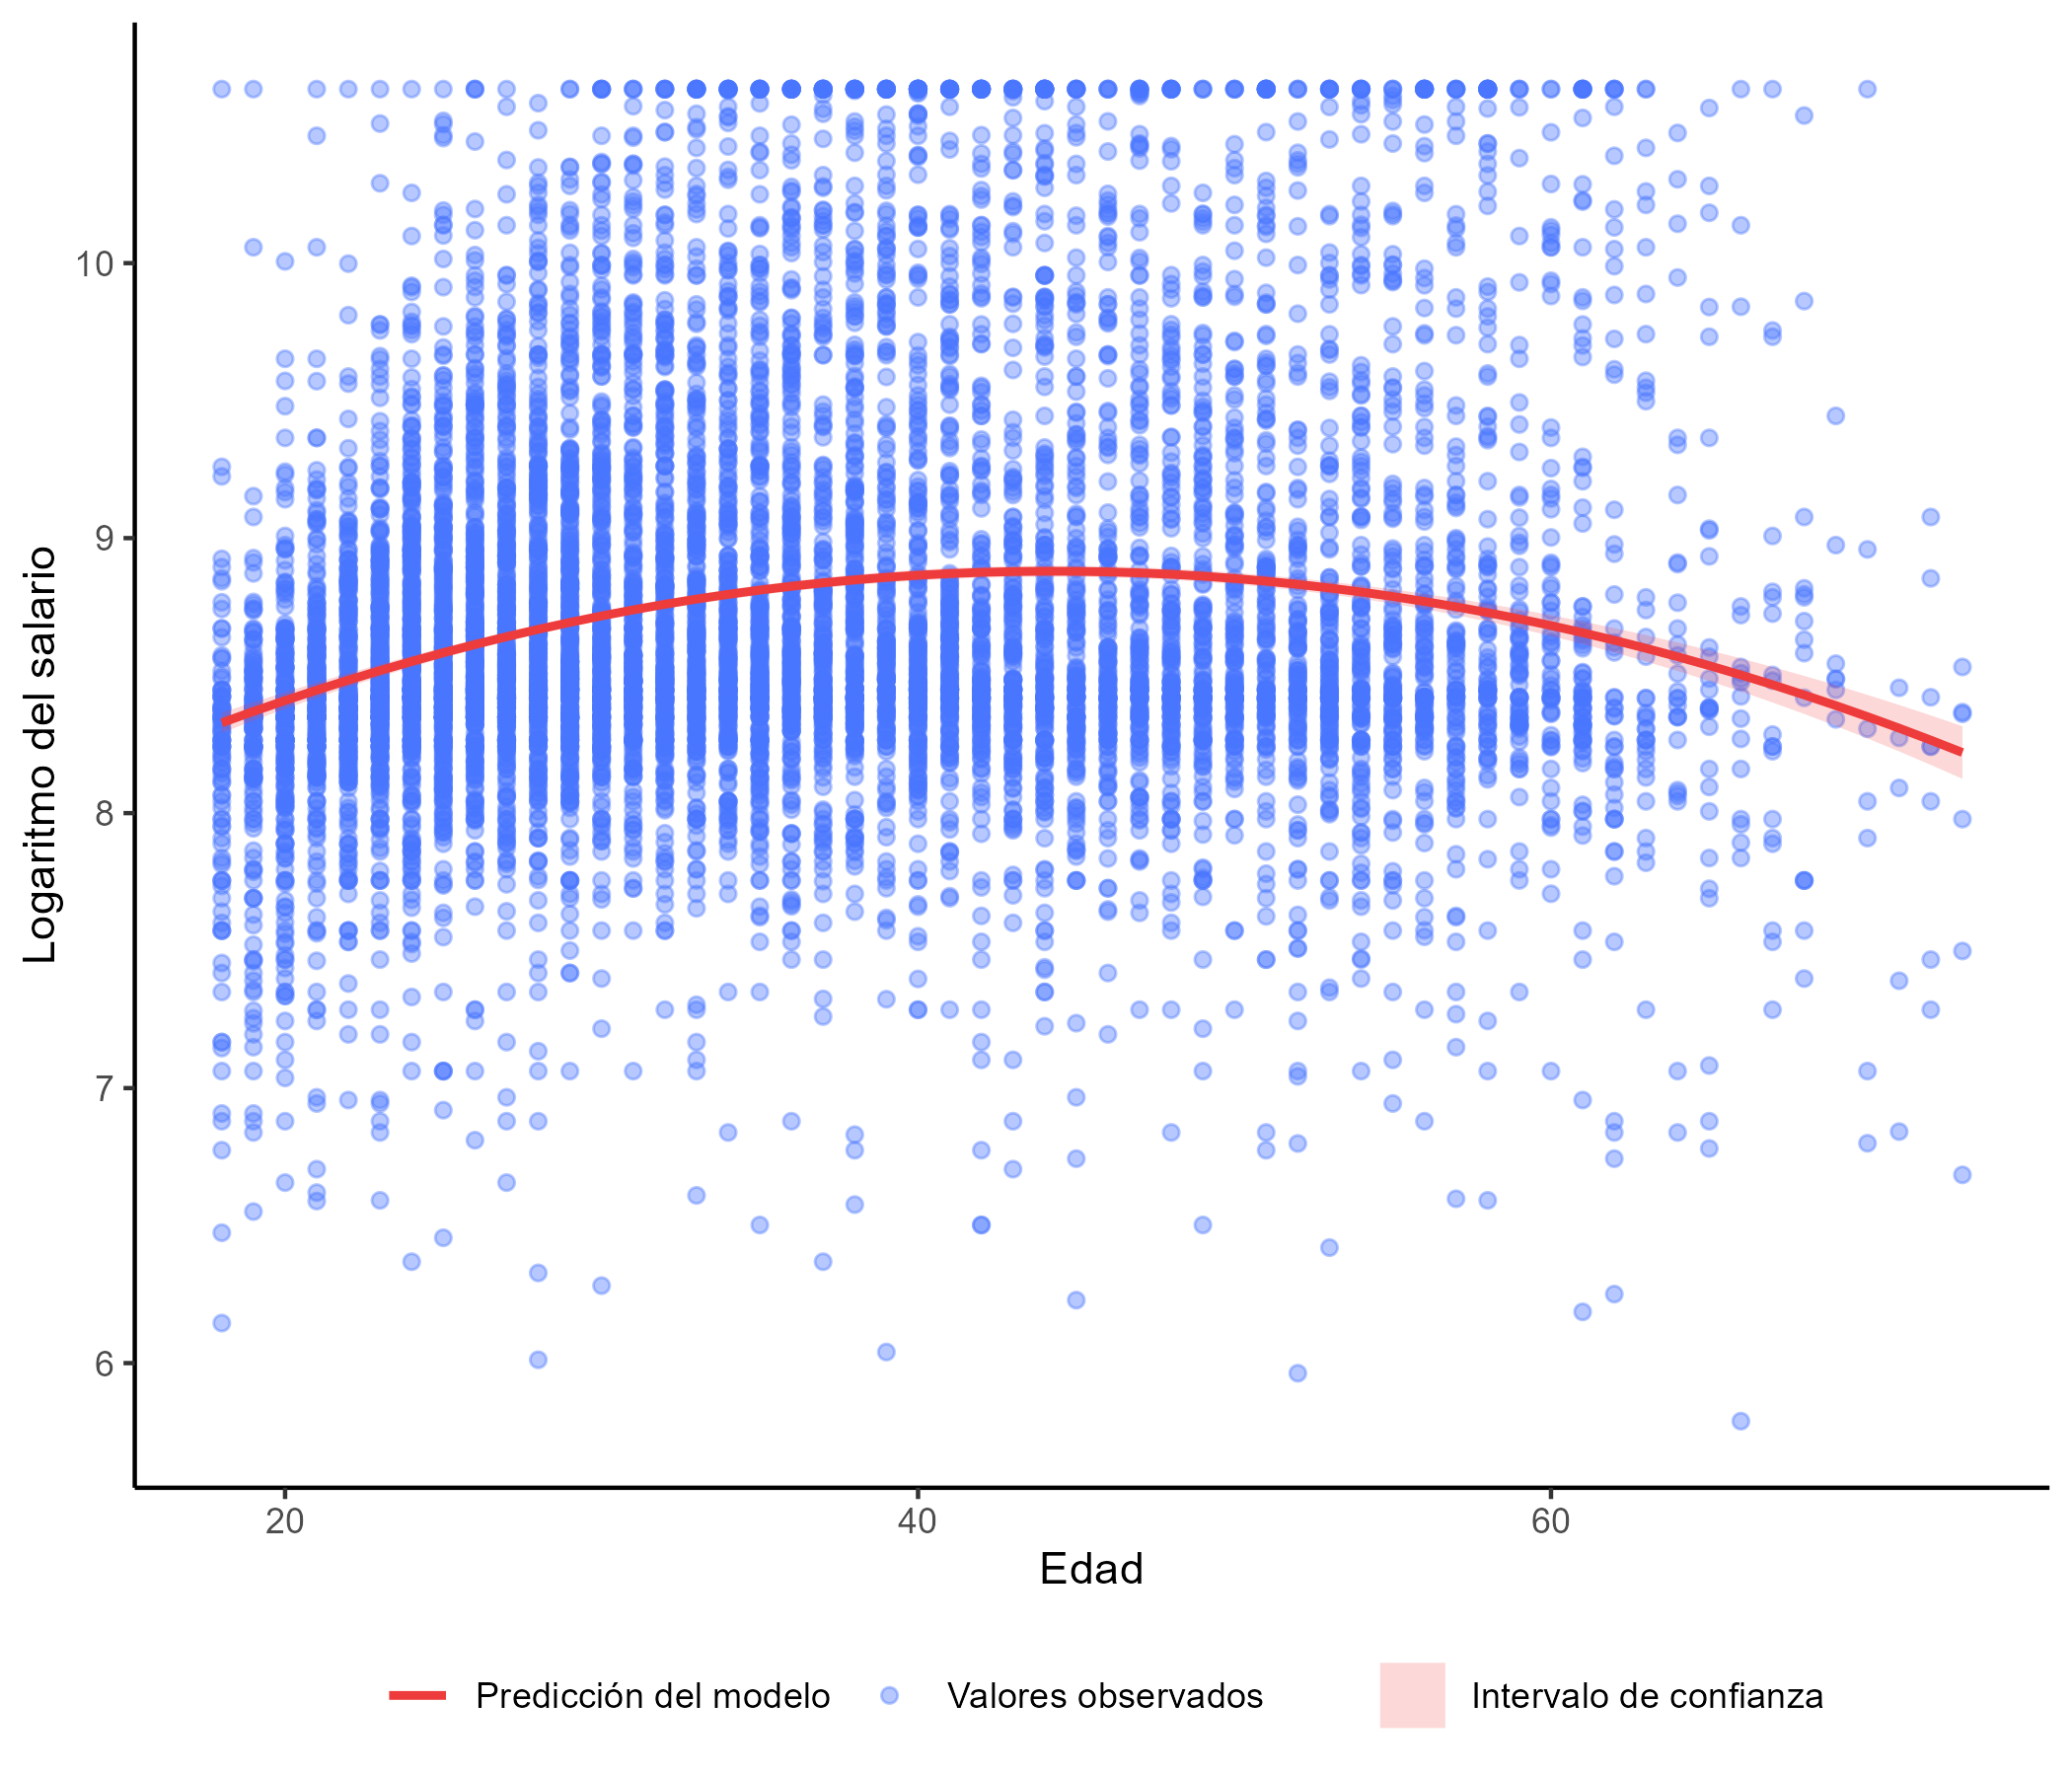 Logaritmo del salario
10
9
8
7
6
20 40 60
Edad
Predicción del modelo Valores observados Intervalo de confianza